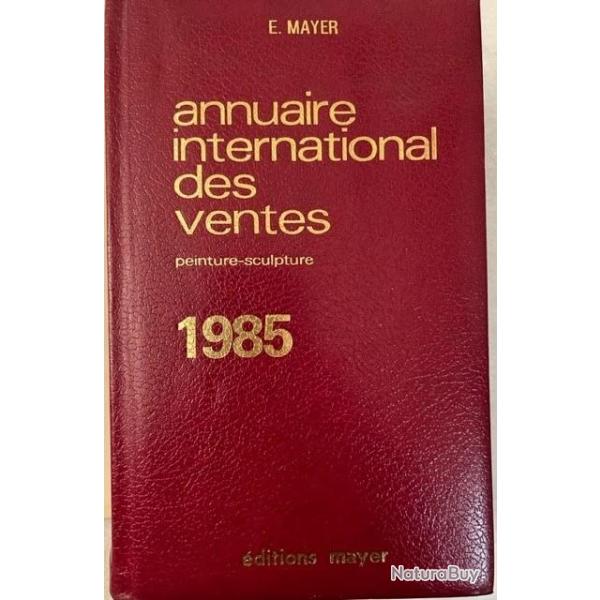 E. MAYER
annuaire
international
des
ventes
peinture-sculpture
1985
éditions mayer
NaturaBuy